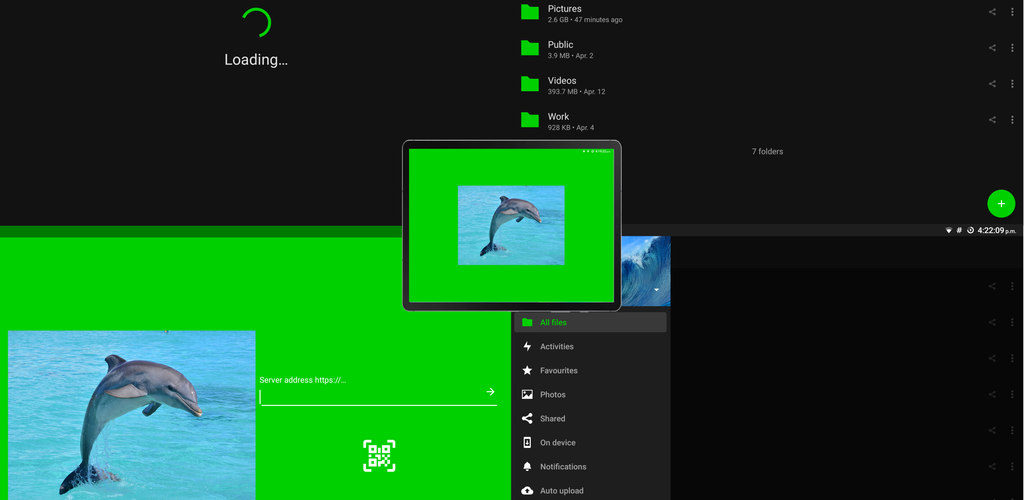 Loading...
Pictures
2.6 GB • 47 minutes ago
Public
3.9 MB • Apr. 2
Videos
393.7 MB • Apr. 12
Work
928 KB • Apr. 4
7 folders
+
4:22:09 p.m.
Server address https://...
All files
Activities
Favourites
Photos
Shared
On device
Notifications
Auto upload